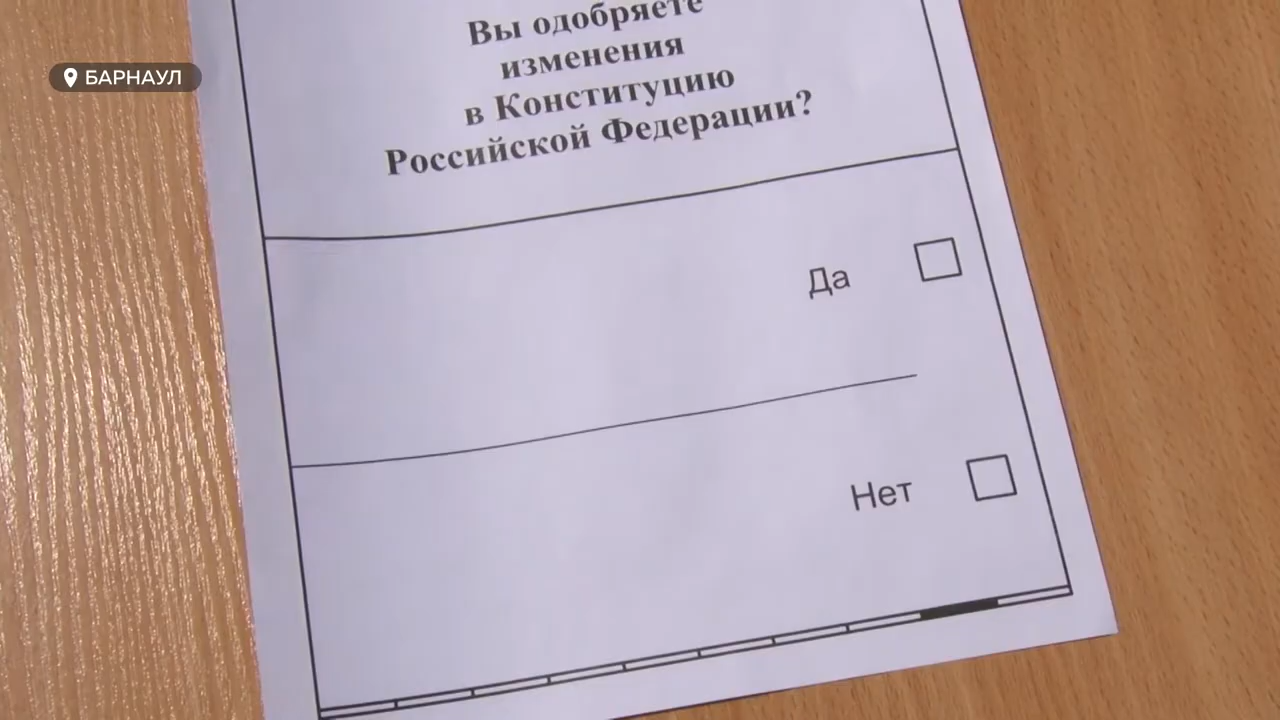 БАРНАУЛ
Вы одобряете
изменения
в Конституцию
Российской Федерации?
Да
Нет